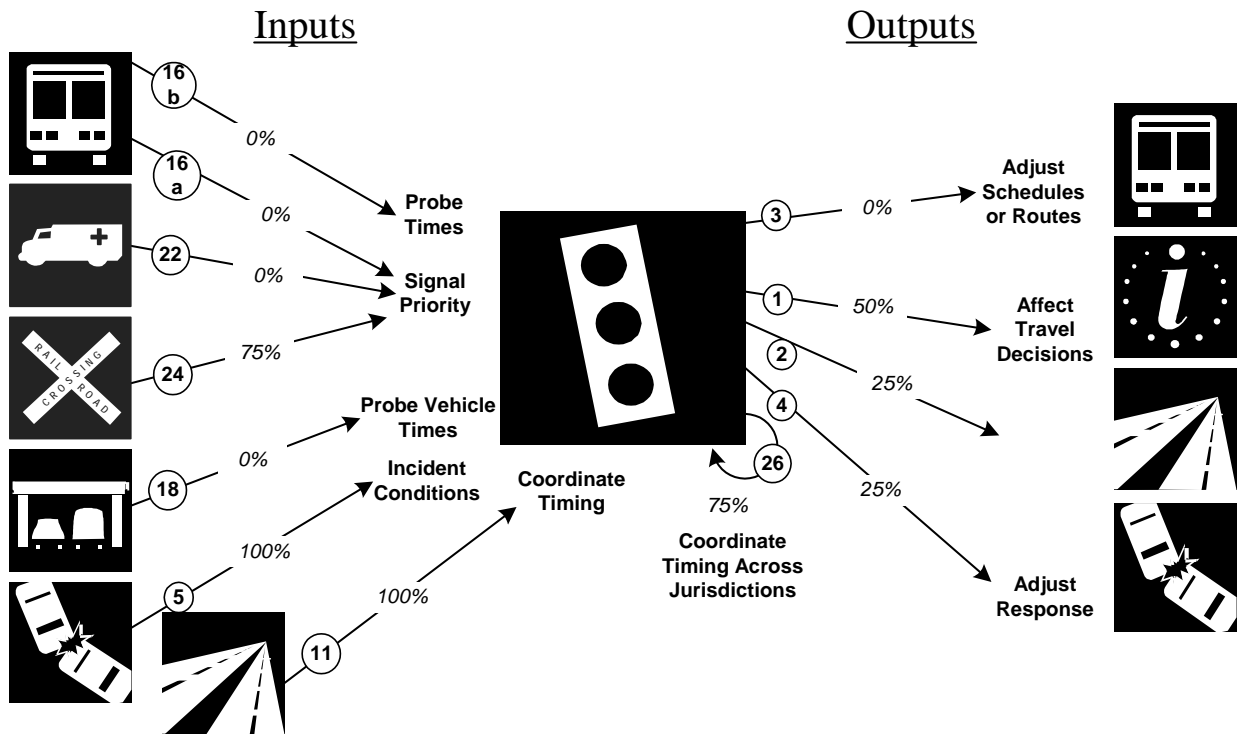 Inputs
Outputs
16
b
0%
16
a
0%
Probe
Times
22
0%
Signal
Priority
RAIL ROAD
CROSSING
24
75%
Probe Vehicle
Times
18
0%
Incident
Conditions
100%
5
11
100%
Coordinate
Timing
3
0%
Adjust
Schedules
or Routes
1
50%
Affect
Travel
Decisions
i
2
25%
4
25%
26
75%
Coordinate
Timing Across
Jurisdictions
Adjust
Response